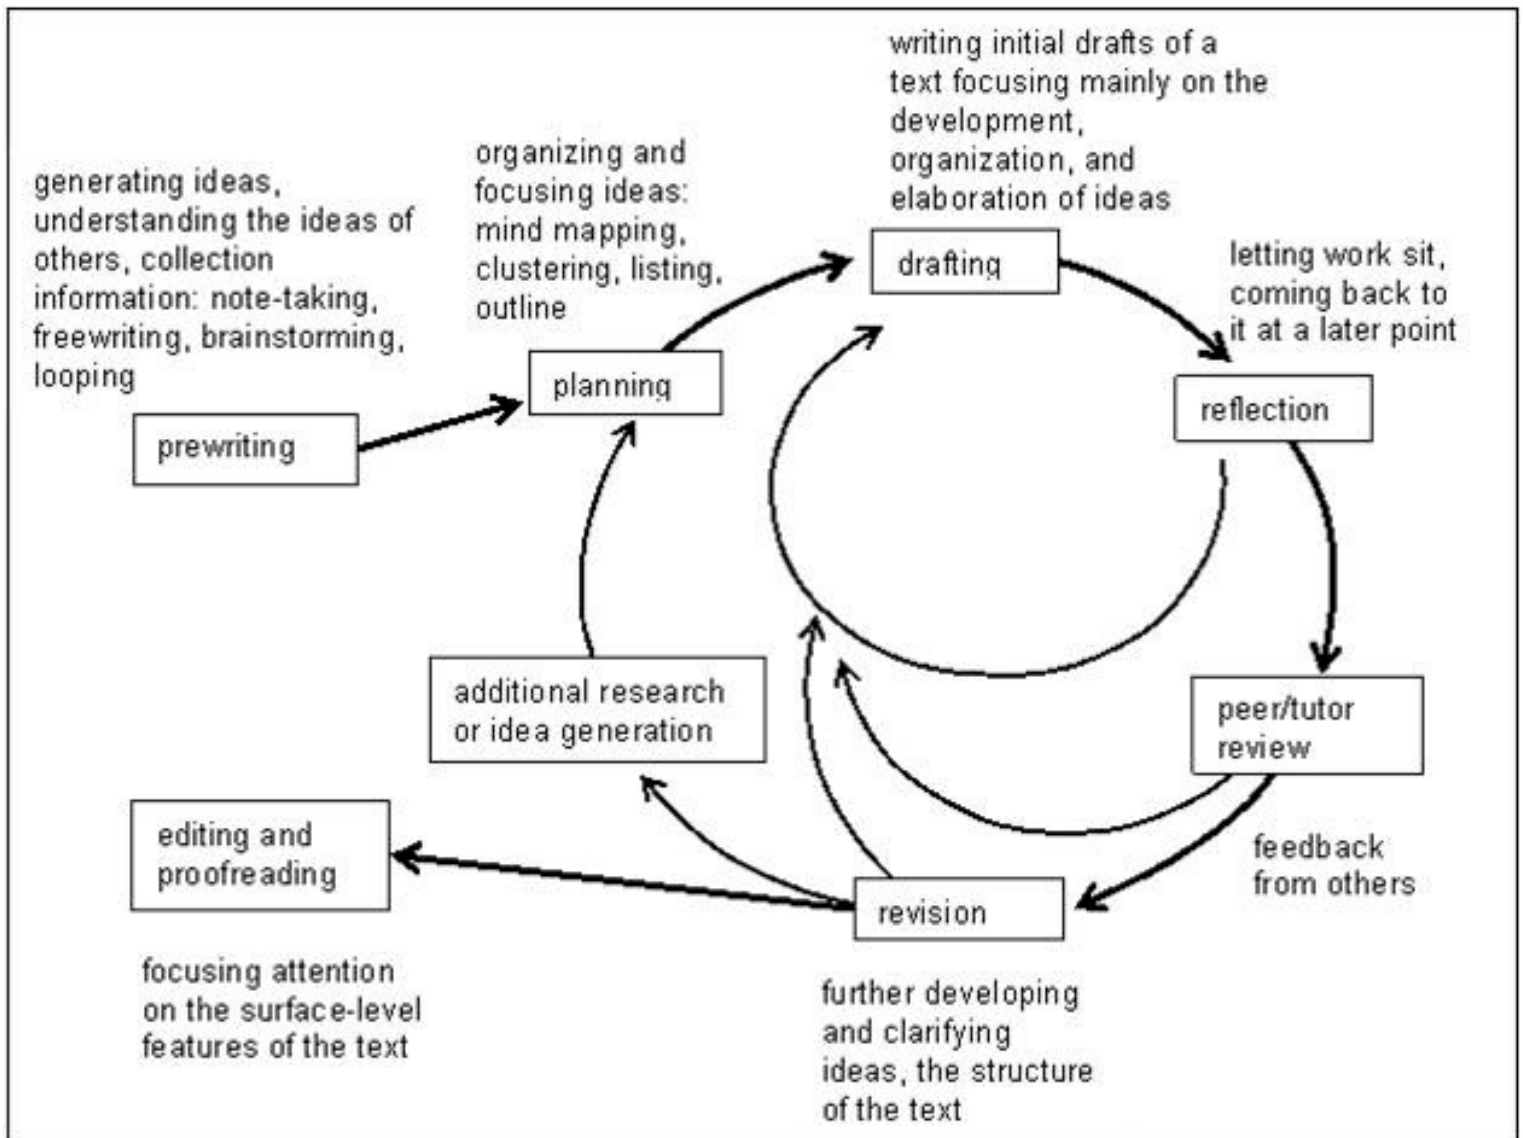 generating ideas,
understanding the ideas of
others, collection
information: note-taking,
freewriting, brainstorming,
looping
prewriting
organizing and
focusing ideas:
mind mapping,
clustering, listing,
outline
planning
writing initial drafts of a
text focusing mainly on the
development,
organization, and
elaboration of ideas
drafting
letting work sit,
coming back to
it at a later point
reflection
peer/tutor
review
feedback
from others
revision
further developing
and clarifying
ideas, the structure
of the text
additional research
or idea generation
editing and
proofreading
focusing attention
on the surface-level
features of the text